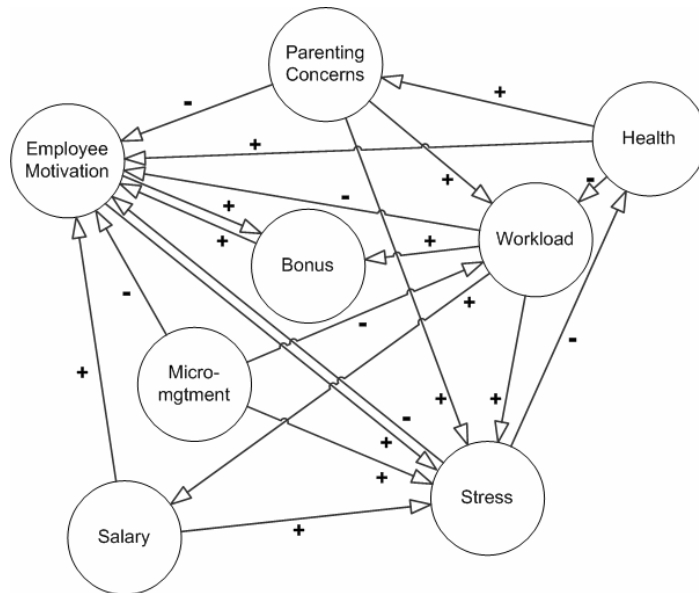 Parenting
Concerns
+
-
Health
Employee
Motivation
+
-
+
-
+
Workload
+
+
Bonus
+
-
-
+
Micro-
mgtment
-
+
+
+
-
+
+
Stress
Salary
+